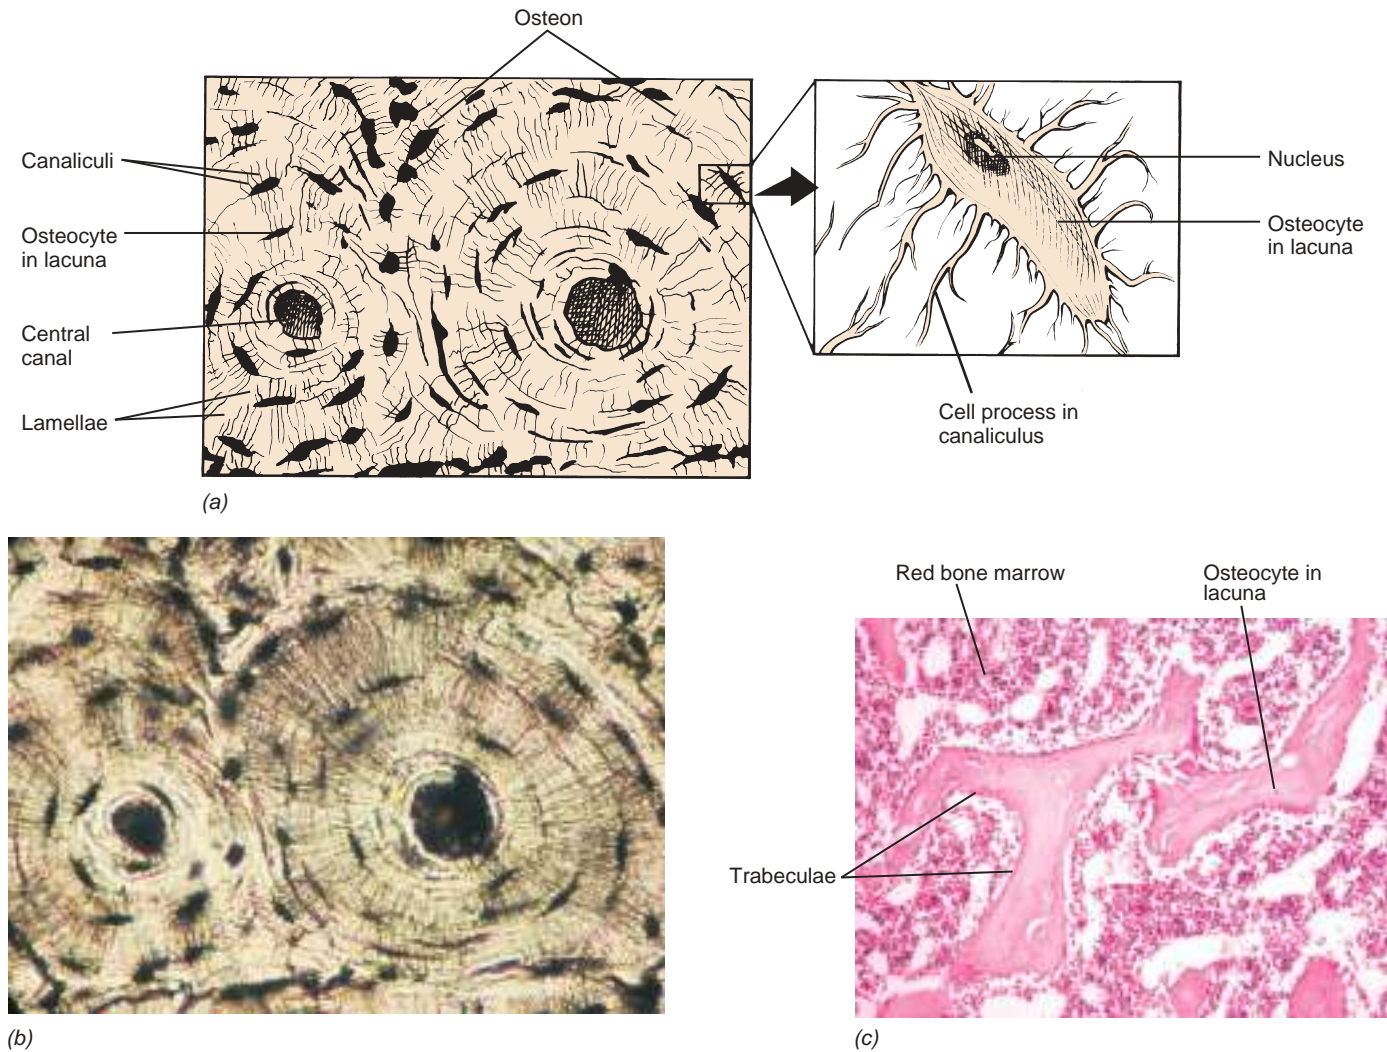 Osteon
Canaliculi
Osteocyte
in lacuna
Central
canal
Lamellae
Nucleus
Osteocyte
in lacuna
Cell process in
canaliculus
(a)
(b)
Red bone marrow
Osteocyte in
lacuna
Trabeculae
(c)